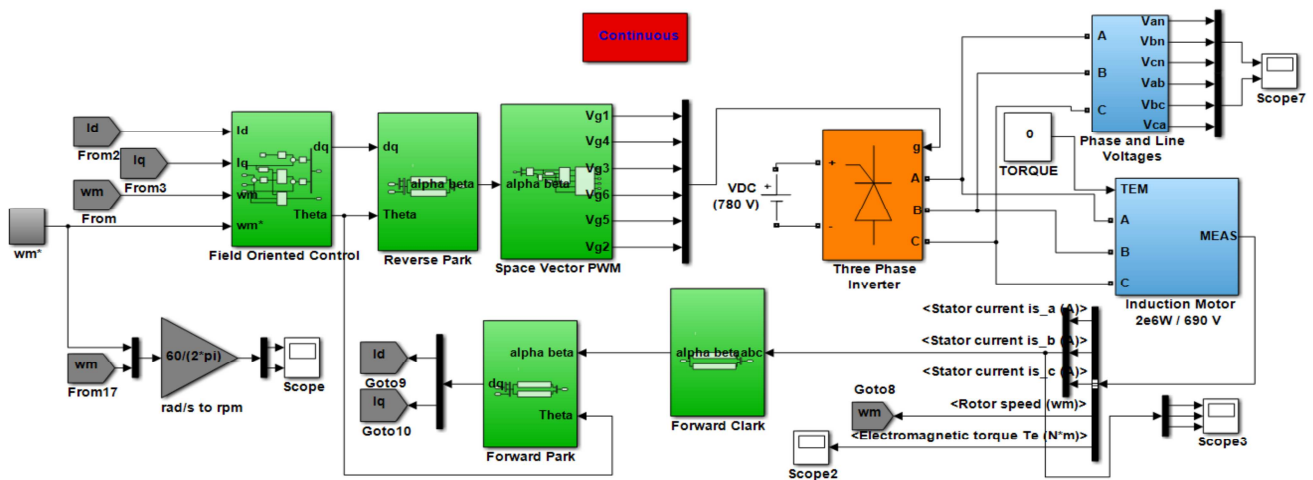 Continuous
Id
From2
Iq
From3
wm
From
wm*
Id
Iq
wm
wm*
Theta
Field Oriented Control
dq
alpha beta
Theta
Reverse Park
alpha beta
Vg1
Vg4
Vg3
Vg6
Vg5
Vg2
Space Vector PWM
VDC
(780 V)
+
+
-
g
A
B
C
Three Phase
Inverter
0
TORQUE
A
B
C
Van
Vbn
Vcn
Vab
Vbc
Vca
Phase and Line
Voltages
Scope7
TEM
A
B
C
MEAS
Induction Motor
2e6W / 690 V
wm
From17
60/(2*pi)
rad/s to rpm
Scope
Id
Goto9
Iq
Goto10
alpha beta
dq
Theta
Forward Park
alpha beta
abc
Forward Clark
<Stator current is_a (A)>
<Stator current is_b (A)>
<Stator current is_c (A)>
Goto8
<Rotor speed (wm)>
wm
<Electromagnetic torque Te (N*m)>
Scope2
Scope3